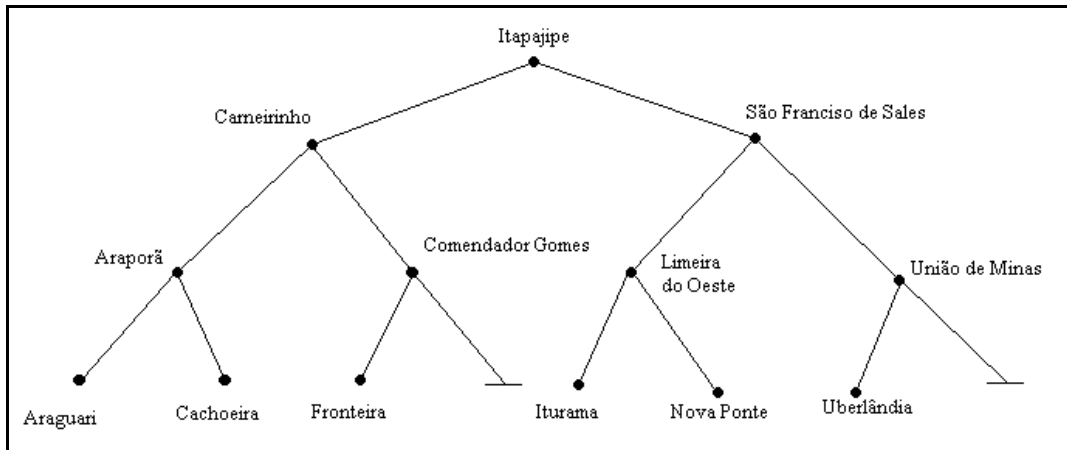 Itapajipe
Carneirinho
São Franciso de Sales
Araporã
Comendador Gomes
Limeira
do Oeste
União de Minas
Araguari
Cachoeira
Fronteira
Iturama
Nova Ponte
Uberlândia